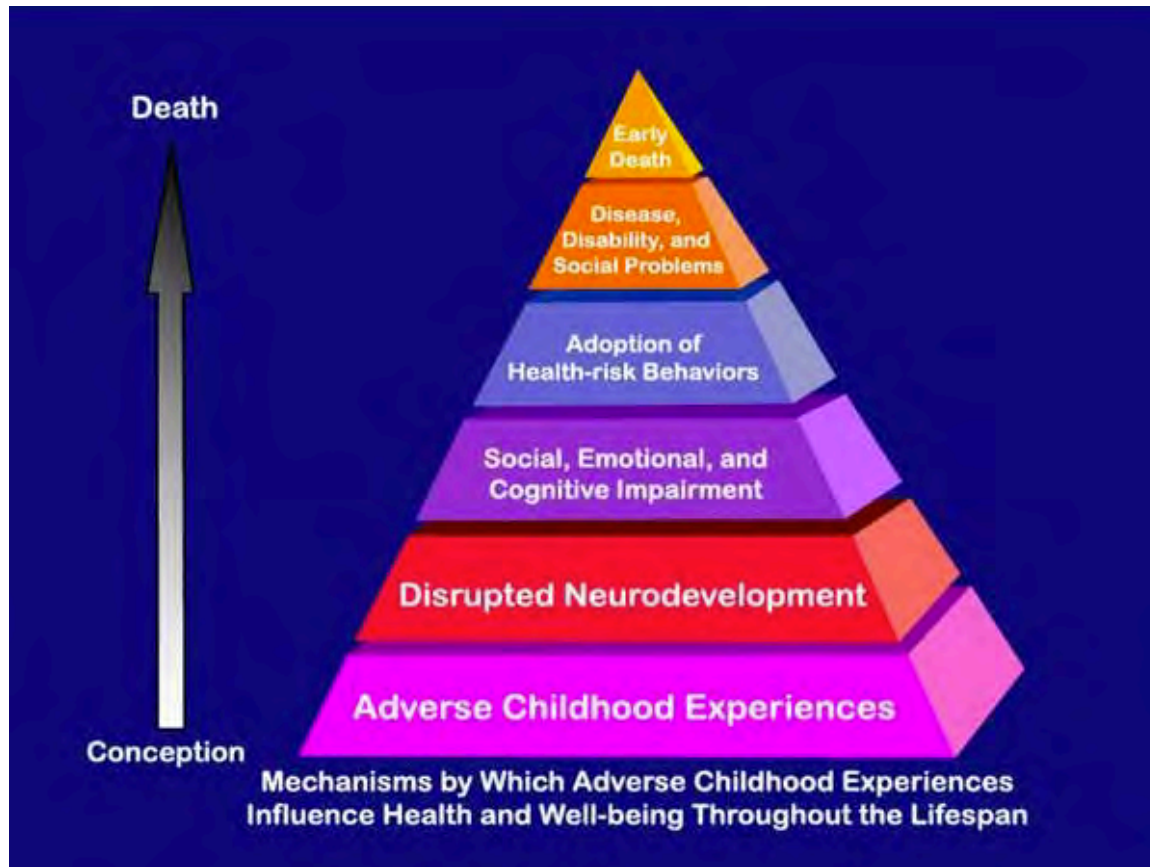 Death
Early
Death
Disease,
Disability, and
Social Problems
Adoption of
Health-risk Behaviors
Social, Emotional, and
Cognitive Impairment
Disrupted Neurodevelopment
Adverse Childhood Experiences
Conception
Mechanisms by Which Adverse Childhood Experiences
Influence Health and Well-being Throughout the Lifespan